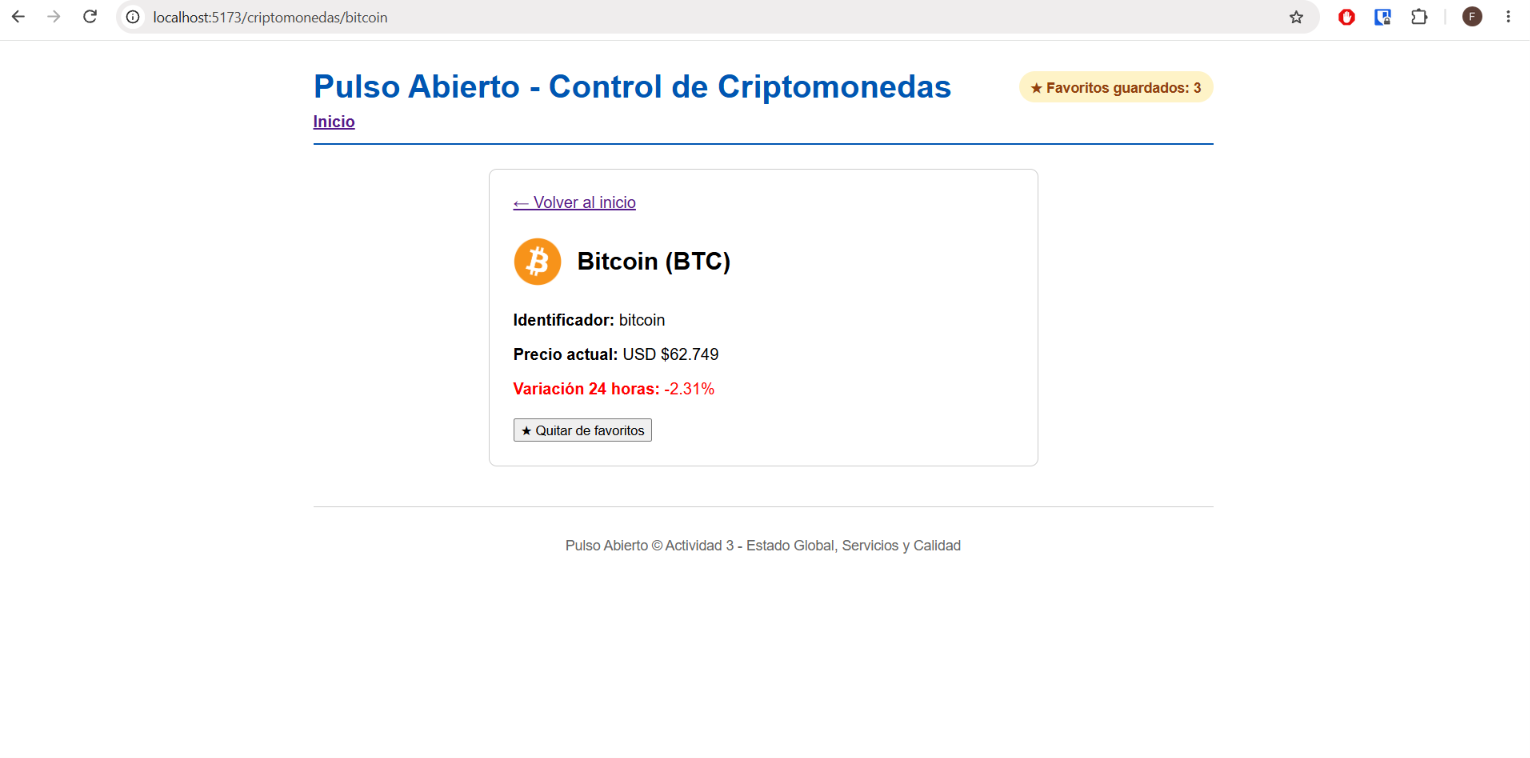 localhost:5173/criptomonedas/bitcoin
F
Pulso Abierto - Control de Criptomonedas
★ Favoritos guardados: 3
Inicio
← Volver al inicio
Bitcoin (BTC)
Identificador: bitcoin
Precio actual: USD $62.749
Variación 24 horas: -2.31%
★ Quitar de favoritos
Pulso Abierto © Actividad 3 - Estado Global, Servicios y Calidad